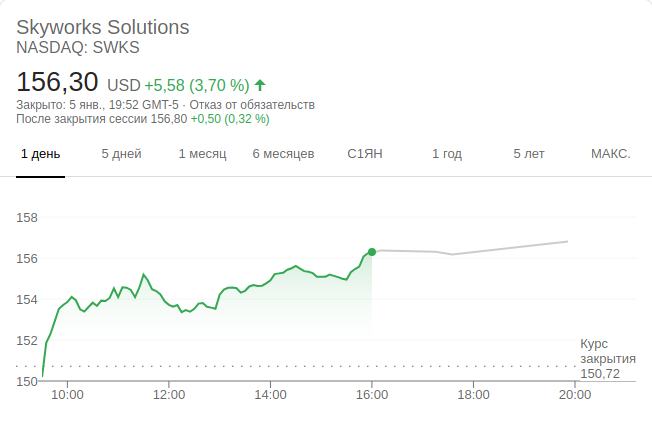 Skyworks Solutions
NASDAQ: SWKS
156,30 USD +5,58 (3,70 %)
Закрыто: 5 янв., 19:52 GMT-5 · Отказ от обязательств
После закрытия сессии 156,80 +0,50 (0,32 %)
1 день 5 дней 1 месяц 6 месяцев С1ЯН 1 год 5 лет МАКС.
158
156
154
152
Курс
закрытия
150,72
150
10:00 12:00 14:00 16:00 18:00 20:00